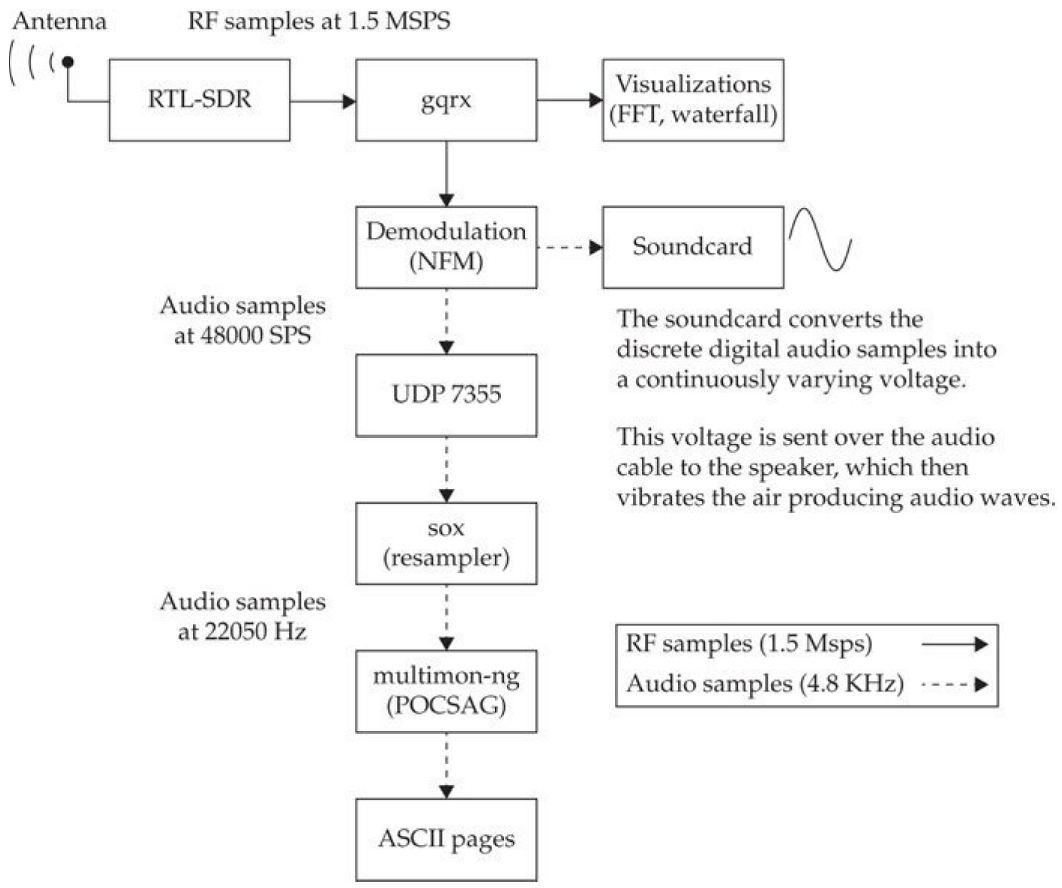 Antenna
RF samples at 1.5 MSPS
RTL-SDR
gqrx
Visualizations
(FFT, waterfall)
Demodulation
(NFM)
Soundcard
Audio samples
at 48000 SPS
The soundcard converts the
discrete digital audio samples into
a continuously varying voltage.
UDP 7355
This voltage is sent over the audio
cable to the speaker, which then
vibrates the air producing audio waves.
sox
(resampler)
Audio samples
at 22050 Hz
multimon-ng
(POCSAG)
RF samples (1.5 Msps)
Audio samples (4.8 KHz)
ASCII pages